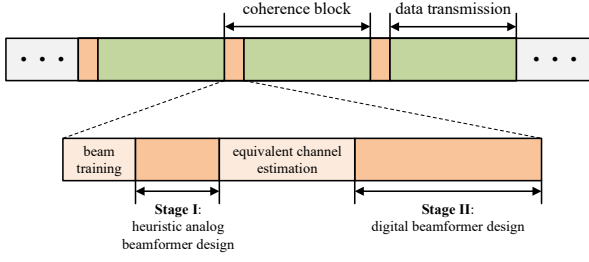 coherence block
data transmission
• • •
• • •
beam
training
equivalent channel
estimation
Stage I:
heuristic analog
beamformer design
Stage II:
digital beamformer design